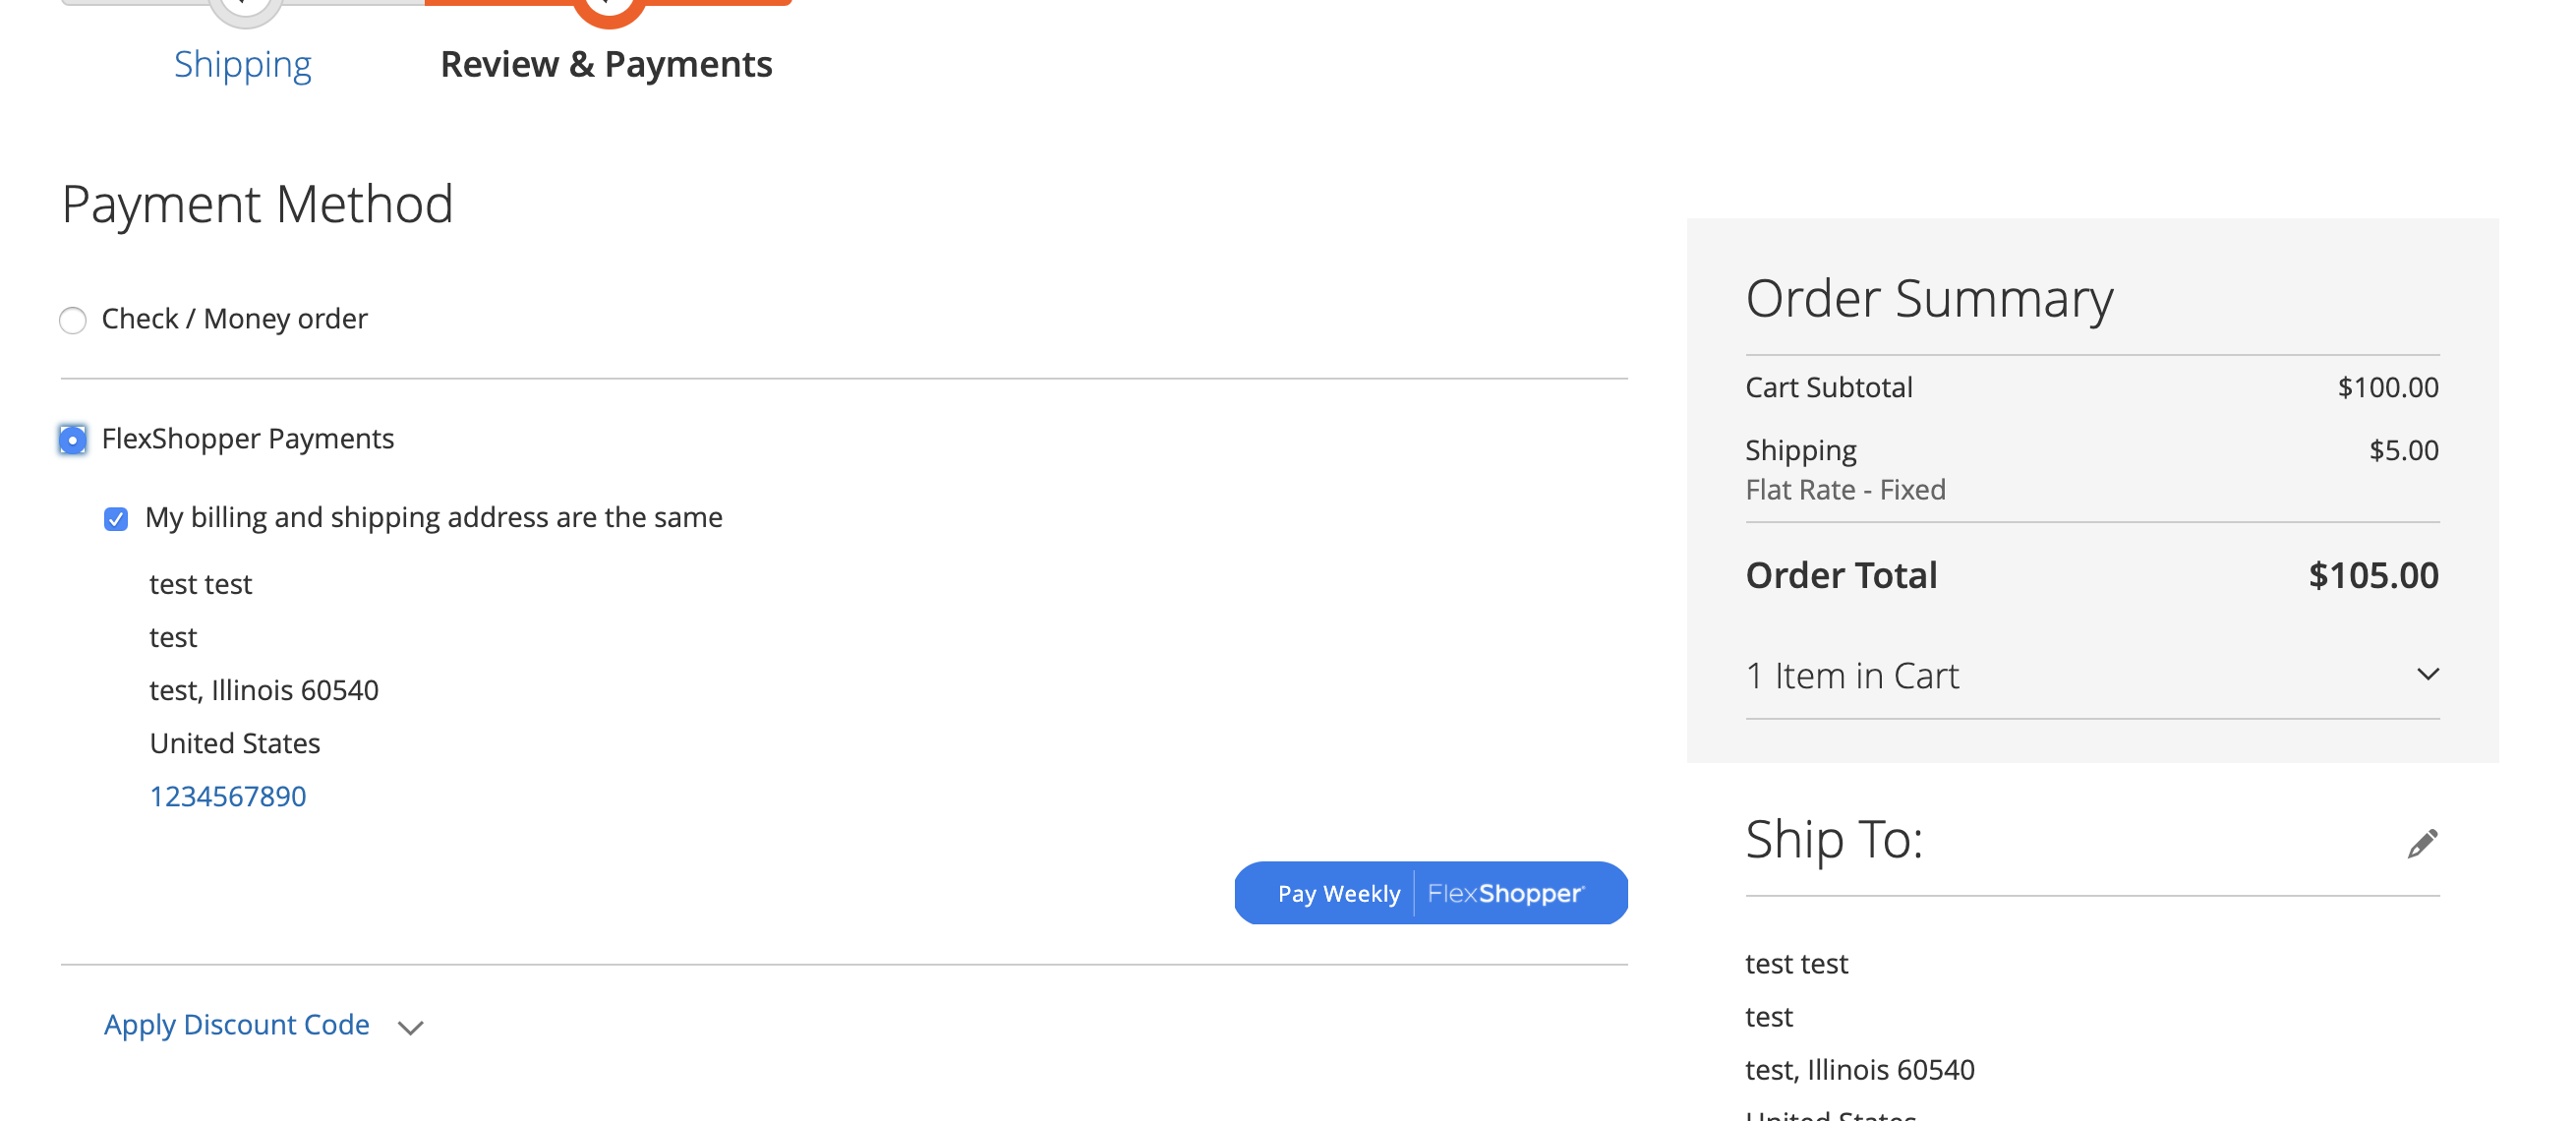 Shipping
Review & Payments
Payment Method
Check / Money order
FlexShopper Payments
My billing and shipping address are the same
test test
test
test, Illinois 60540
United States
1234567890
Pay Weekly FlexShopper
Apply Discount Code
Order Summary
Cart Subtotal $100.00
Shipping $5.00
Flat Rate - Fixed
Order Total $105.00
1 Item in Cart
Ship To:
test test
test
test, Illinois 60540
United States